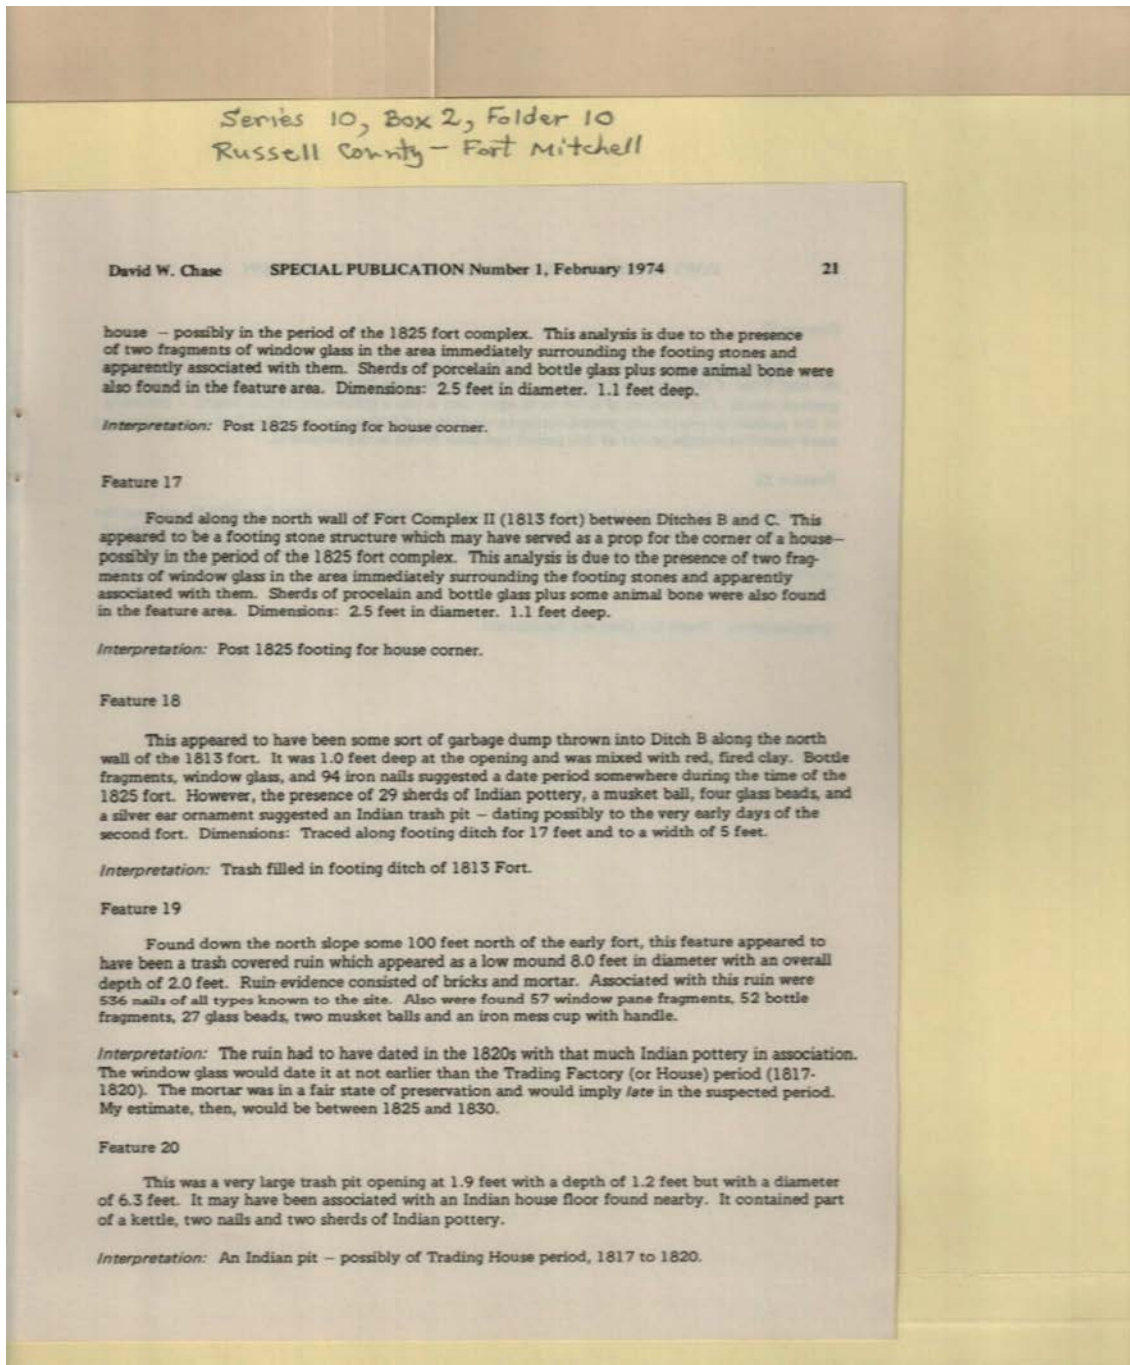 Series 10, Box 2, Folder 10
Russell County - Fort Mitchell
David W. Chase SPECIAL PUBLICATION Number 1, February 1974 21
house – possibly in the period of the 1825 fort complex. This analysis is due to the presence
of two fragments of window glass in the area immediately surrounding the footing stones and
apparently associated with them. Sherds of porcelain and bottle glass plus some animal bone were
also found in the feature area. Dimensions: 2.5 feet in diameter. 1.1 feet deep.
Interpretation: Post 1825 footing for house corner.
Feature 17
Found along the north wall of Fort Complex II (1813 fort) between Ditches B and C. This
appeared to be a footing stone structure which may have served as a prop for the corner of a house—
possibly in the period of the 1825 fort complex. This analysis is due to the presence of two frag-
ments of window glass in the area immediately surrounding the footing stones and apparently
associated with them. Sherds of procelain and bottle glass plus some animal bone were also found
in the feature area. Dimensions: 2.5 feet in diameter. 1.1 feet deep.
Interpretation: Post 1825 footing for house corner.
Feature 18
This appeared to have been some sort of garbage dump thrown into Ditch B along the north
wall of the 1813 fort. It was 1.0 feet deep at the opening and was mixed with red, fired clay. Bottle
fragments, window glass, and 94 iron nails suggested a date period somewhere during the time of the
1825 fort. However, the presence of 29 sherds of Indian pottery, a musket ball, four glass beads, and
a silver ear ornament suggested an Indian trash pit – dating possibly to the very early days of the
second fort. Dimensions: Traced along footing ditch for 17 feet and to a width of 5 feet.
Interpretation: Trash filled in footing ditch of 1813 Fort.
Feature 19
Found down the north slope some 100 feet north of the early fort, this feature appeared to
have been a trash covered ruin which appeared as a low mound 8.0 feet in diameter with an overall
depth of 2.0 feet. Ruin evidence consisted of bricks and mortar. Associated with this ruin were
536 nails of all types known to the site. Also were found 57 window pane fragments, 52 bottle
fragments, 27 glass beads, two musket balls and an iron mess cup with handle.
Interpretation: The ruin had to have dated in the 1820s with that much Indian pottery in association.
The window glass would date it at not earlier than the Trading Factory (or House) period (1817-
1820). The mortar was in a fair state of preservation and would imply late in the suspected period.
My estimate, then, would be between 1825 and 1830.
Feature 20
This was a very large trash pit opening at 1.9 feet with a depth of 1.2 feet but with a diameter
of 6.3 feet. It may have been associated with an Indian house floor found nearby. It contained part
of a kettle, two nails and two sherds of Indian pottery.
Interpretation: An Indian pit – possibly of Trading House period, 1817 to 1820.